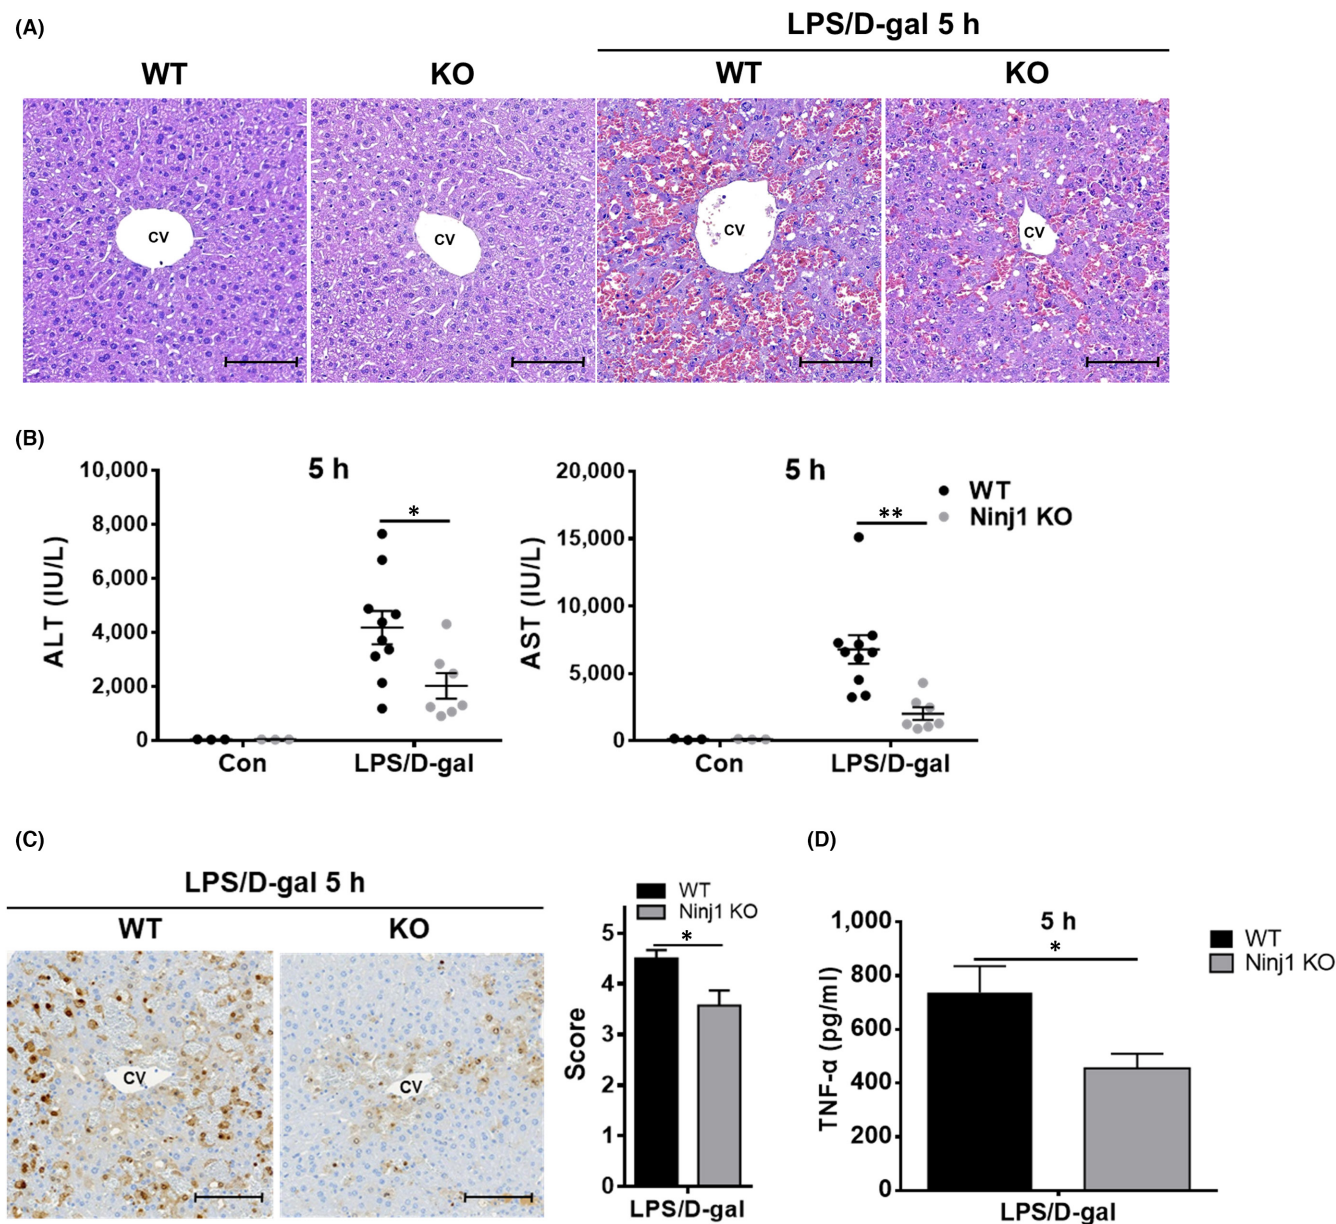 (A)
LPS/D-gal 5 h
WT
KO
WT
KO
CV
CV
CV
CV
(B)
5 h
10,000
8,000
6,000
4,000
2,000
0
ALT (IU/L)
*
Con
LPS/D-gal
5 h
20,000
15,000
10,000
5,000
0
AST (IU/L)
**
Con
LPS/D-gal
WT
Ninj1 KO
(C)
LPS/D-gal 5 h
WT
KO
CV
CV
WT
Ninj1 KO
*
5
4
3
2
1
0
Score
LPS/D-gal
(D)
5 h
*
1,000
800
600
400
200
0
TNF-α (pg/ml)
LPS/D-gal
WT
Ninj1 KO